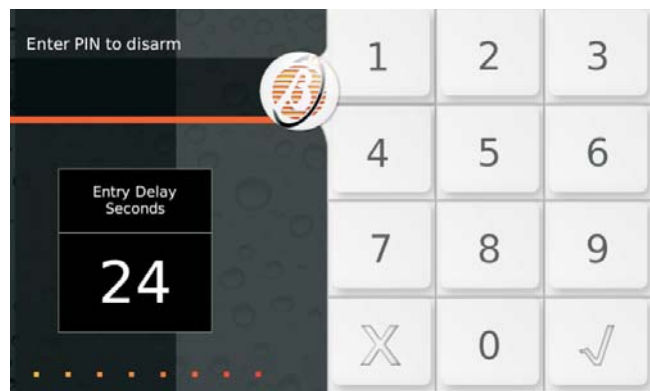 Enter PIN to disarm
1 2 3
4 5 6
Entry Delay
Seconds
24
7 8 9
X 0 √